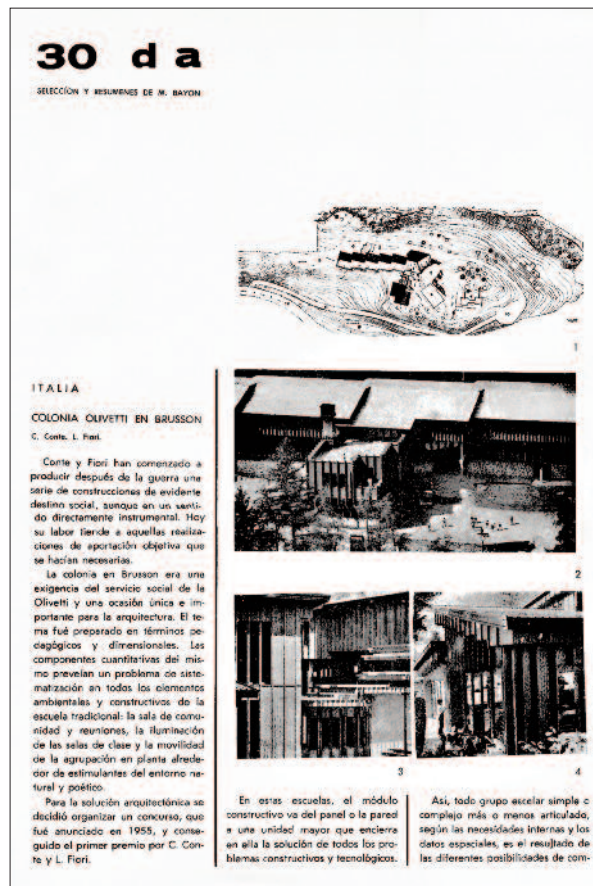 30 d a
SELECCIÓN Y RESUMENES DE M. BAYON
1
2
3
4
ITALIA
COLONIA OLIVETTI EN BRUSSON
C. Conte. L. Fiori.
Conte y Fiori han comenzado a
producir después de la guerra una
serie de construcciones de evidente
destino social, aunque en un senti-
do directamente instrumental. Hoy
su labor tiende a aquellas realiza-
ciones de aportación objetiva que
se hacían necesarias.
La colonia en Brusson era una
exigencia del servicio social de la
Olivetti y una ocasión única e im-
portante para la arquitectura. El te-
ma fué preparado en términos pe-
dagógicos y dimensionales. Las
componentes cuantitativas del mis-
mo preveían un problema de siste-
matización en todos los elementos
ambientales y constructivos de la
escuela tradicional: la sala de comu-
nidad y reuniones, la iluminación
de las salas de clase y la movilidad
de la agrupación en planta alrede-
dor de estimulantes del entorno na-
tural y poético.
Para la solución arquitectónica se
decidió organizar un concurso, que
fué anunciado en 1955, y conse-
guido el primer premio por C. Con-
te y L. Fiori.
En estas escuelas, el módulo
constructivo va del panel o la pared
a una unidad mayor que encierra
en ella la solución de todos los pro-
blemas constructivos y tecnológicos.
Así, todo grupo escolar simple o
complejo más o menos articulado,
según las necesidades internas y los
datos espaciales, es el resultado de
las diferentes posibilidades de com-